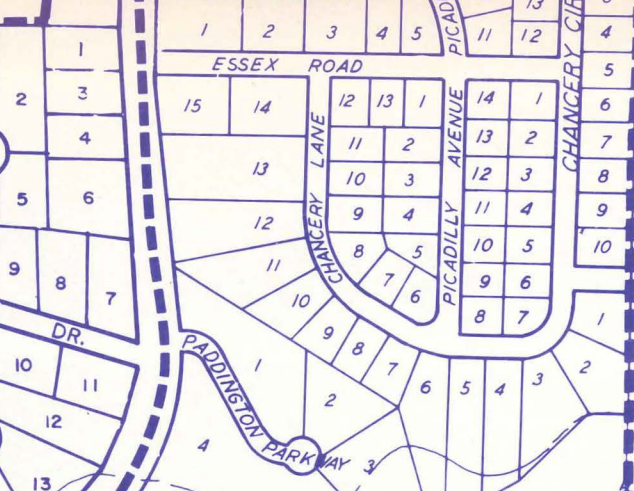 13
1 2 3 4 5 PICAD 11 12 CHANCERY CIR 4
1
ESSEX ROAD
5
2 3 15 14 12 13 1 14 1 6
4 13 11 2 13 2 7
CHANCERY LANE
PICADILLY AVENUE
10 3 12 3 8
5 6 12 9 4 11 4 9
11 8 5 10 5 10
9 8 7 10 7 6 9 6
9 8 7 8 7 1
DR.
PADDINGTON PARKWAY
10 11 1 2 6 5 4 3 2
12 4 3
13